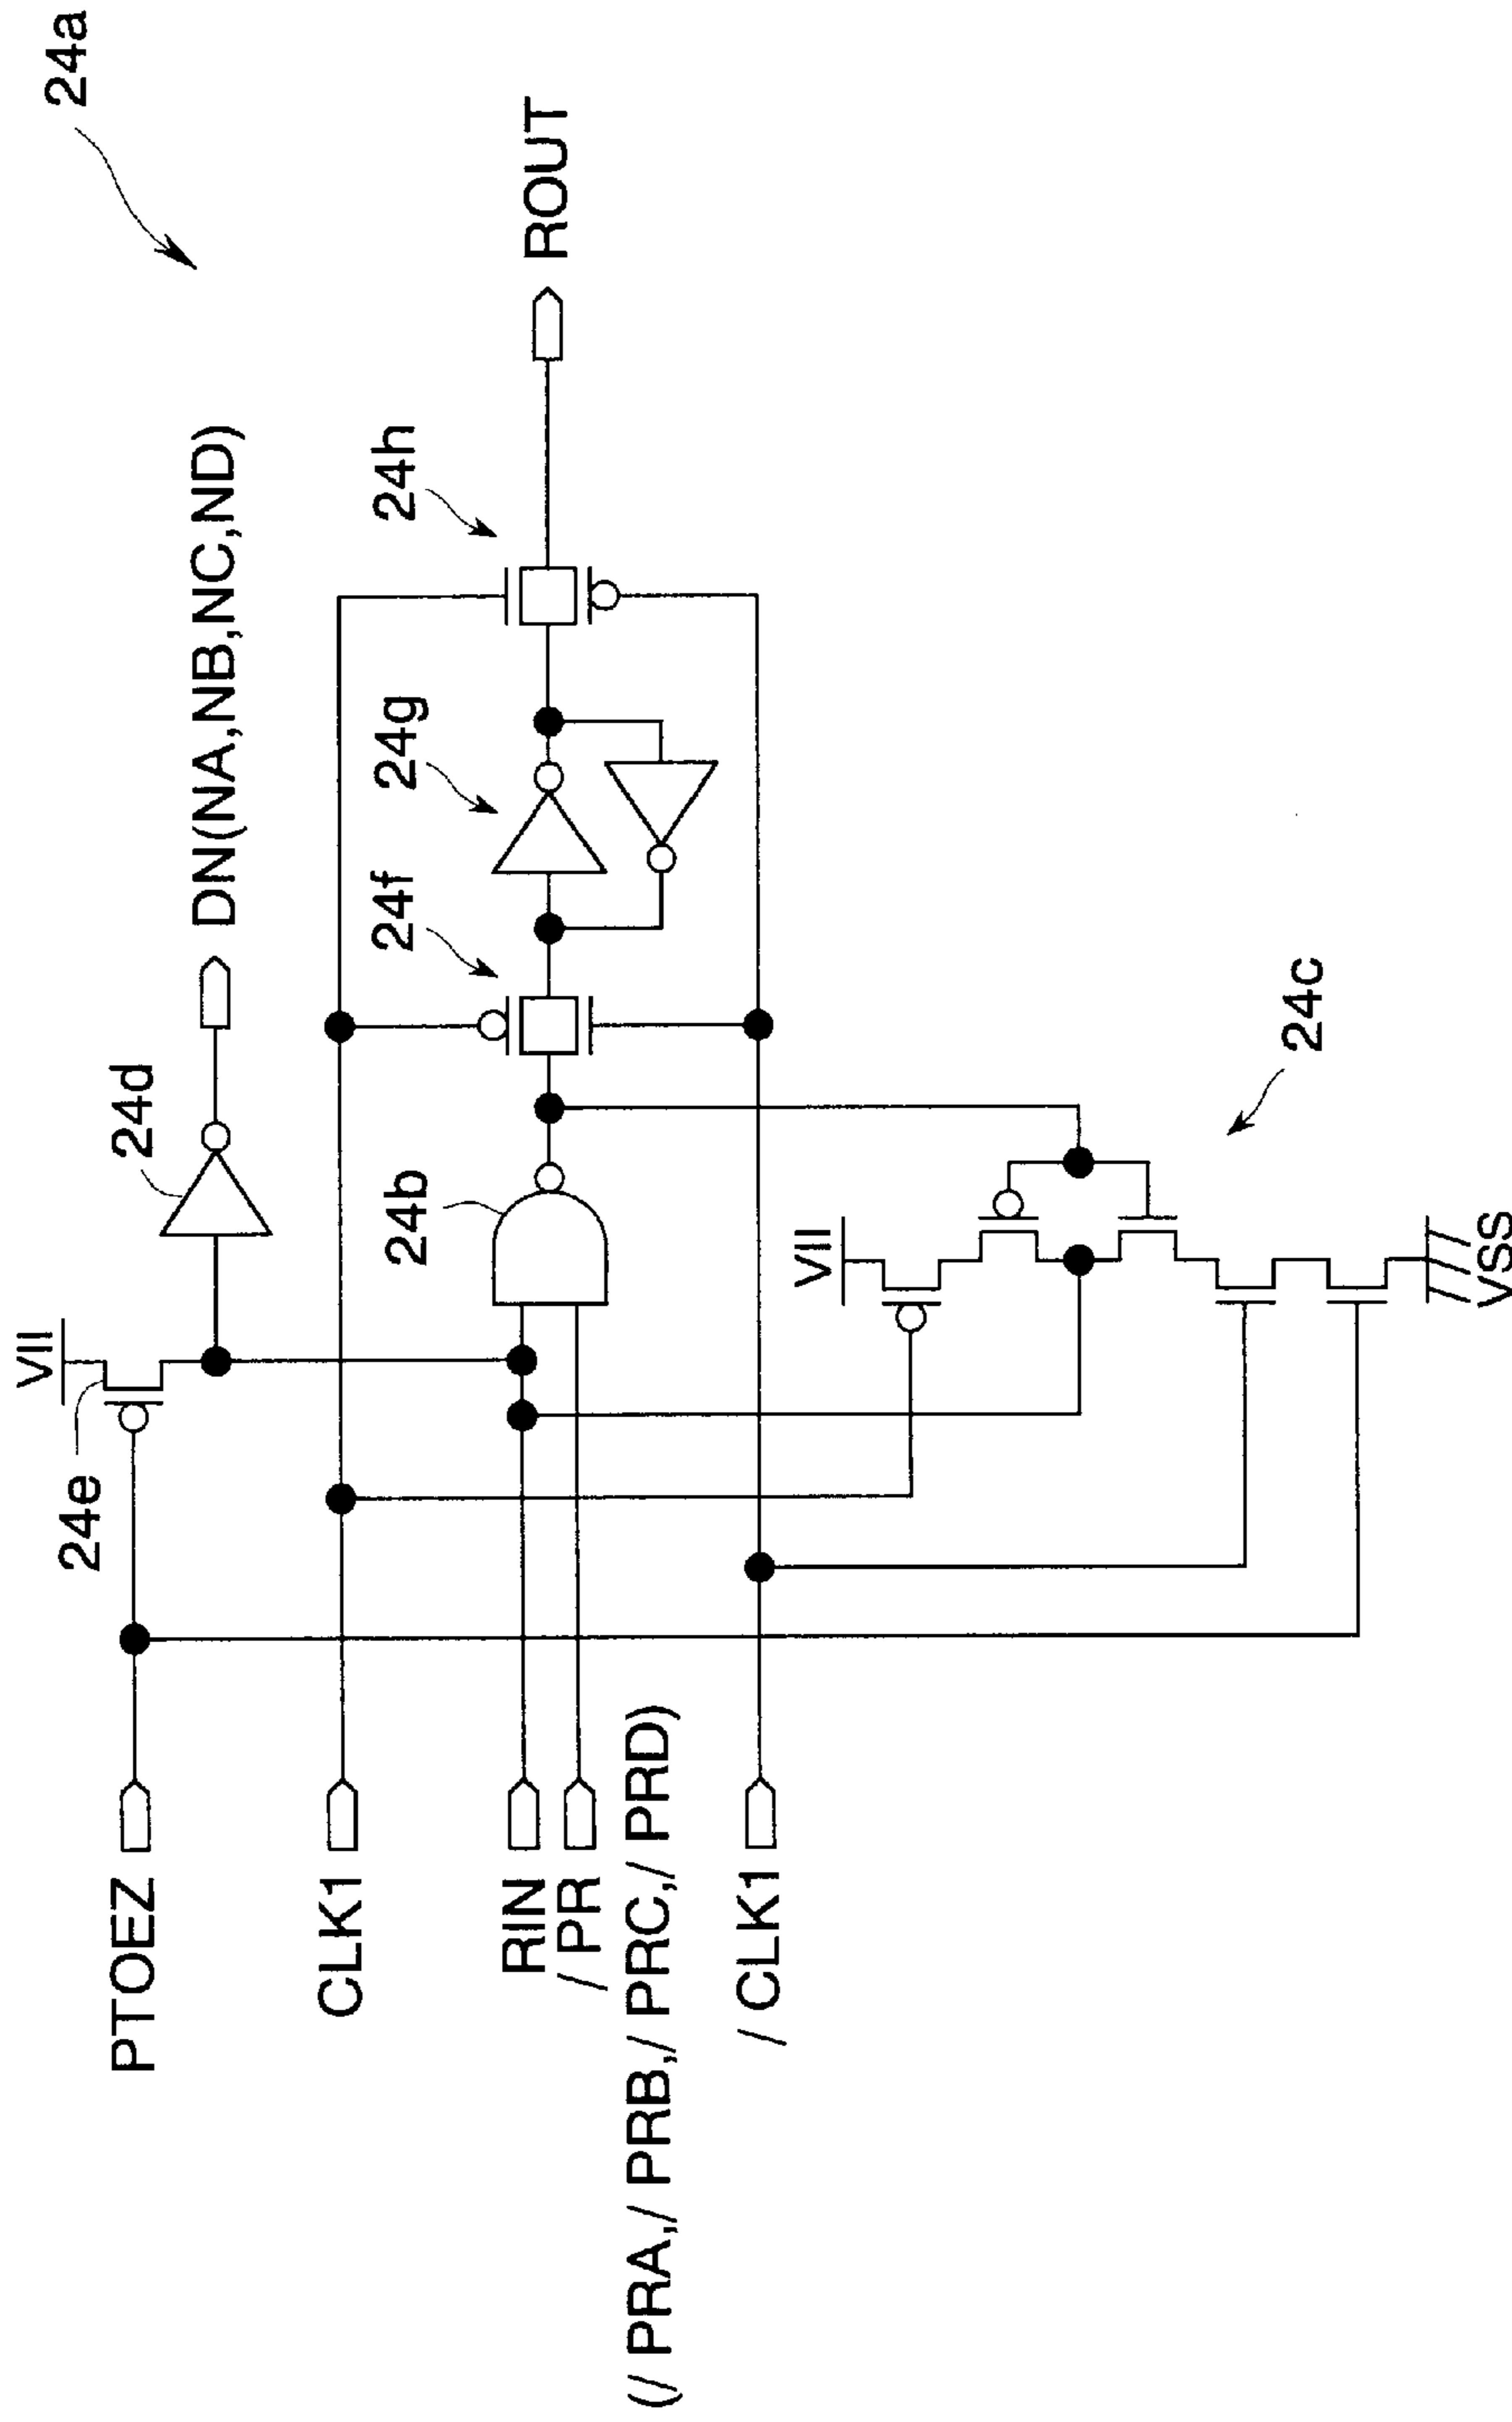 24a
VII
24e
24d
DN(NA,NB,NC,ND)
PTOEZ
CLK1
24b
24f
24g
24h
ROUT
RIN
/ PR
(/ PRA,/ PRB,/ PRC,/ PRD)
/ CLK1
VII
24c
VSS